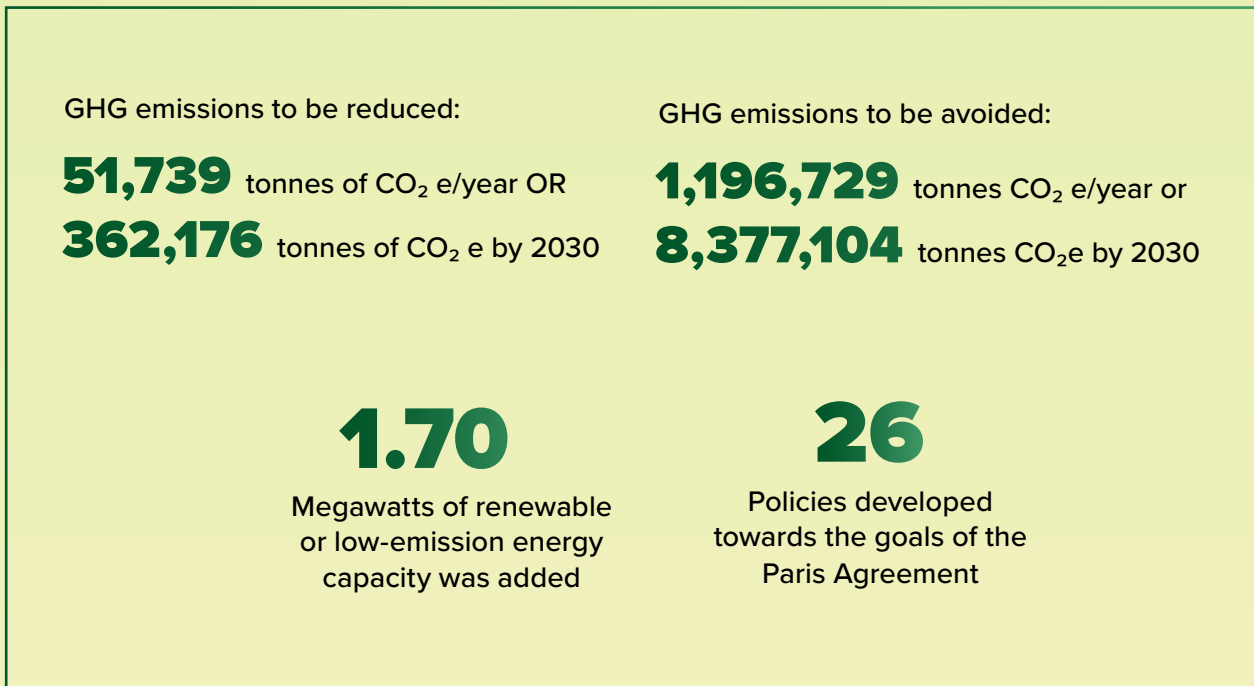 GHG emissions to be reduced:
51,739 tonnes of CO₂ e/year OR
362,176 tonnes of CO₂ e by 2030
GHG emissions to be avoided:
1,196,729 tonnes CO₂ e/year or
8,377,104 tonnes CO₂e by 2030
1.70
Megawatts of renewable
or low-emission energy
capacity was added
26
Policies developed
towards the goals of the
Paris Agreement